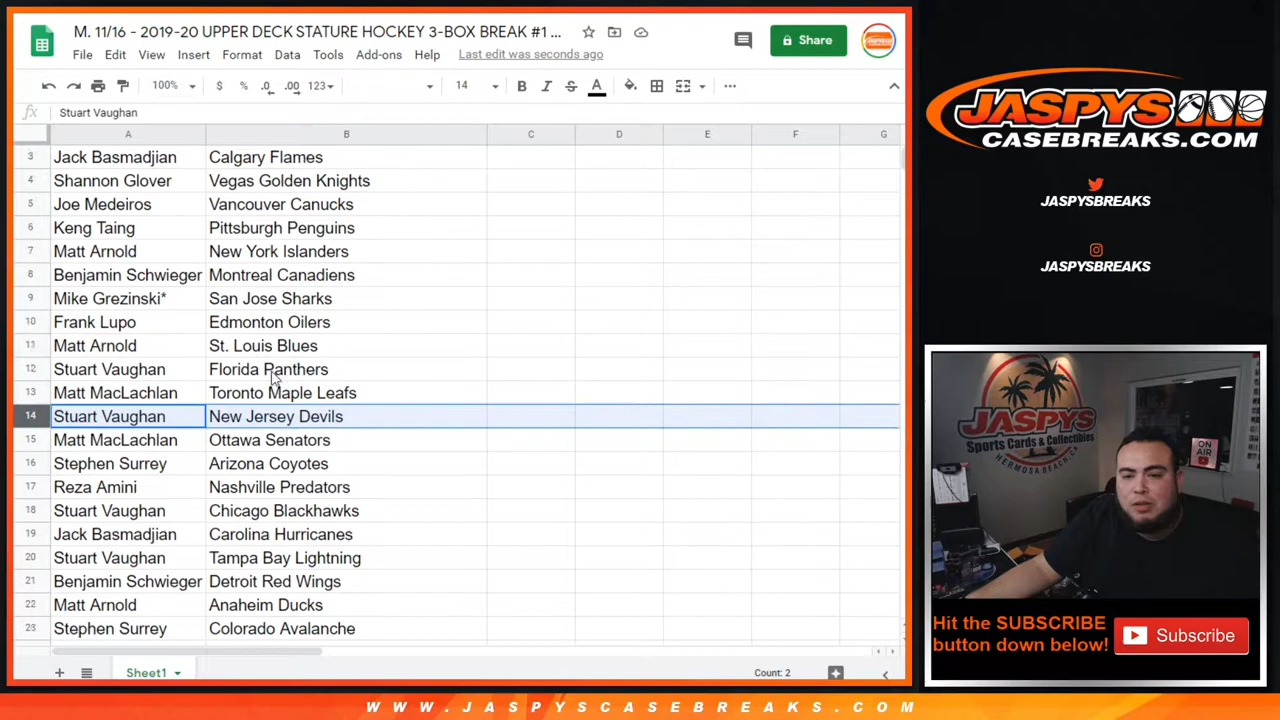 M. 11/16 - 2019-20 UPPER DECK STATURE HOCKEY 3-BOX BREAK #1 ...
Share
File Edit View Insert Format Data Tools Add-ons Help Last edit was seconds ago
100% $ % .0 .00 123 14 B I S A
fx Stuart Vaughan
A B C D E F G
3 Jack Basmadjian Calgary Flames
4 Shannon Glover Vegas Golden Knights
5 Joe Medeiros Vancouver Canucks
6 Keng Taing Pittsburgh Penguins
7 Matt Arnold New York Islanders
8 Benjamin Schwieger Montreal Canadiens
9 Mike Grezinski* San Jose Sharks
10 Frank Lupo Edmonton Oilers
11 Matt Arnold St. Louis Blues
12 Stuart Vaughan Florida Panthers
13 Matt MacLachlan Toronto Maple Leafs
14 Stuart Vaughan New Jersey Devils
15 Matt MacLachlan Ottawa Senators
16 Stephen Surrey Arizona Coyotes
17 Reza Amini Nashville Predators
18 Stuart Vaughan Chicago Blackhawks
19 Jack Basmadjian Carolina Hurricanes
20 Stuart Vaughan Tampa Bay Lightning
21 Benjamin Schwieger Detroit Red Wings
22 Matt Arnold Anaheim Ducks
23 Stephen Surrey Colorado Avalanche
Sheet1 Count: 2
JASPYS
CASEBREAKS.COM
JASPYSBREAKS
JASPYSBREAKS
JASPYS
Sports Cards & Collectibles
HERMOSA BEACH, CA
ON
AIR
Hit the SUBSCRIBE
button down below!
Subscribe
WWW.JASPYSCASEBREAKS.COM